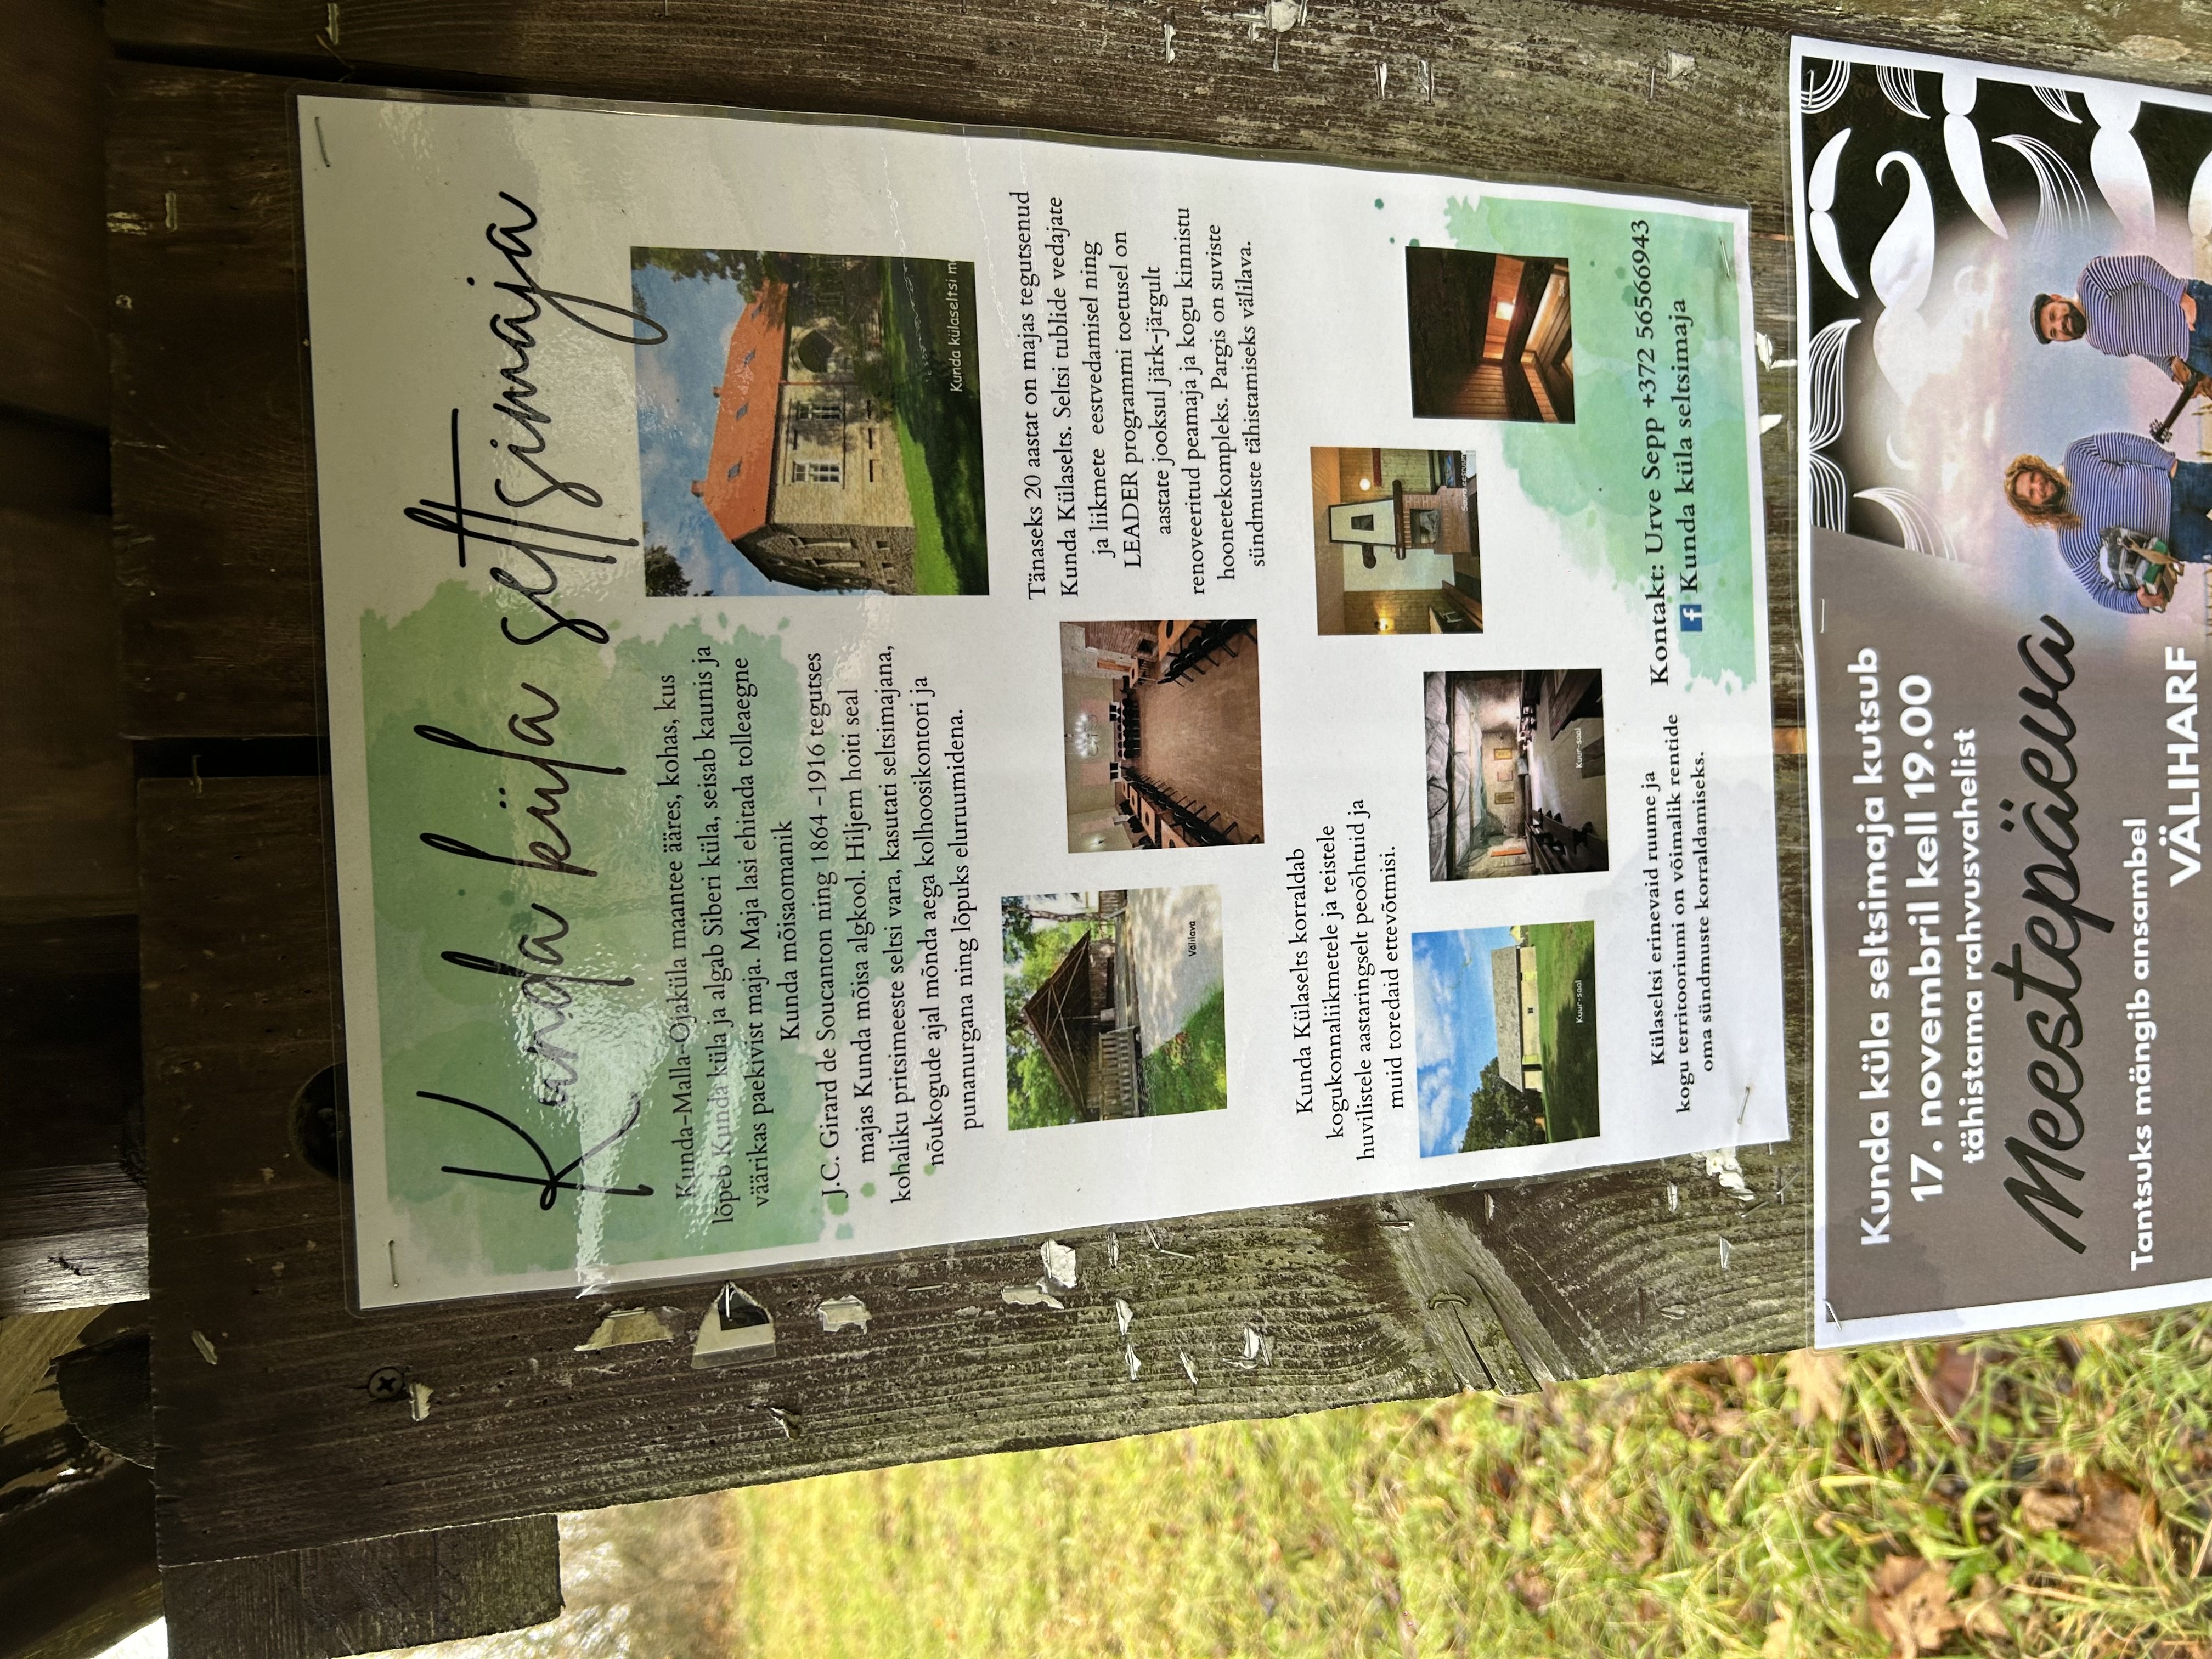 Kunda küla seltsimaja
Kunda-Malla-Ojaküla maantee ääres, kohas, kus
lõpeb Kunda küla ja algab Siberi küla, seisab kaunis ja
väärikas paekivist maja. Maja lasi ehitada tolleaegne
Kunda mõisaomanik
J.C. Girard de Soucanton ning 1864 -1916 tegutses
majas Kunda mõisa algkool. Hiljem hoiti seal
kohaliku pritsimeeste seltsi vara, kasutati seltsimajana,
nõukogude ajal mõnda aega kolhoosikontori ja
punanurgana ning lõpuks eluruumidena.
Kunda külaseltsi m
Välilava
Tänaseks 20 aastat on majas tegutsenud
Kunda Külaselts. Seltsi tublide vedajate
ja liikmete eestvedamisel ning
LEADER programmi toetusel on
aastate jooksul järk-järgult
renoveeritud peamaja ja kogu kinnistu
hoonetekompleks. Pargis on suviste
sündmuste tähistamiseks välilava.
Kunda Külaselts korraldab
kogukonnaliikmetele ja teistele
huvilistele aastaringselt peoõhtuid ja
muid toredaid ettevõtmisi.
Sauna eesruum
Kuur-saal
Kuur-saal
Külaseltsi erinevaid ruume ja
kogu territooriumi on võimalik rentide
oma sündmuste korraldamiseks.
Kontakt: Urve Sepp +372 56566943
Kunda küla seltsimaja
Kunda küla seltsimaja kutsub
17. novembril kell 19.00
tähistama rahvusvahelist
Meestepäeva
Tantsuks mängib ansambel
VÄLIHARF